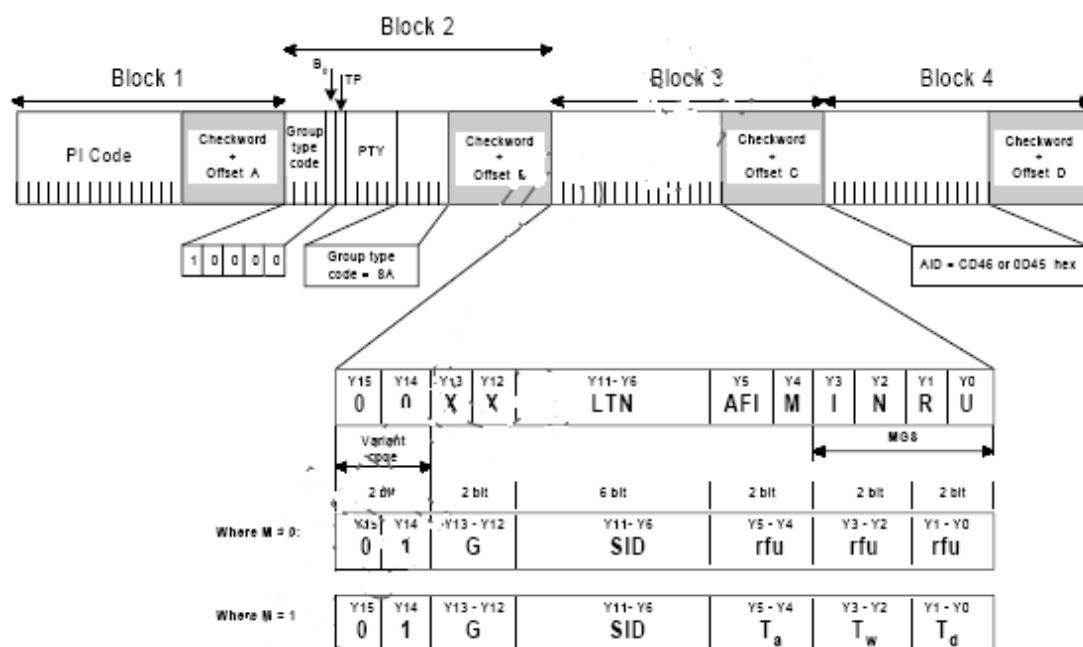 Block 2
Block 1
Block 3
Block 4
B0
TP
PI Code
Checkword + Offset A
Group type code
PTY
Checkword + Offset B
Checkword + Offset C
Checkword + Offset D
1 0 0 0 0
Group type code = 8A
AID = CD46 or 0D45 hex
Y15 Y14 Y13 Y12 Y11- Y6 Y5 Y4 Y3 Y2 Y1 Y0
0 0 X X LTN AFI M I N R U
Variant code
MGS
2 bit 2 bit 6 bit 2 bit 2 bit 2 bit
Where M = 0:
Y15 Y14 Y13 - Y12 Y11- Y6 Y5 - Y4 Y3 - Y2 Y1 - Y0
0 1 G SID rfu rfu rfu
Where M = 1
Y15 Y14 Y13 - Y12 Y11- Y6 Y5 - Y4 Y3 - Y2 Y1 - Y0
0 1 G SID Ta Tw Td